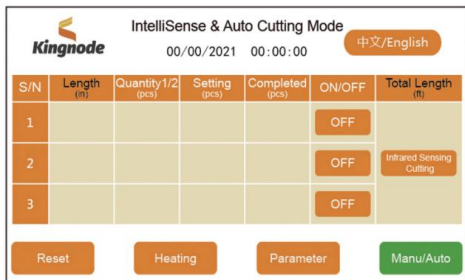 IntelliSense & Auto Cutting Mode
Kingnode
00/00/2021 00:00:00
中文/English
S/N Length (in) Quantity1/2 (pcs) Setting (pcs) Completed (pcs) ON/OFF Total Length (ft)
1 OFF
2 OFF Infrared Sensing Cutting
3 OFF
Reset Heating Parameter Manu/Auto